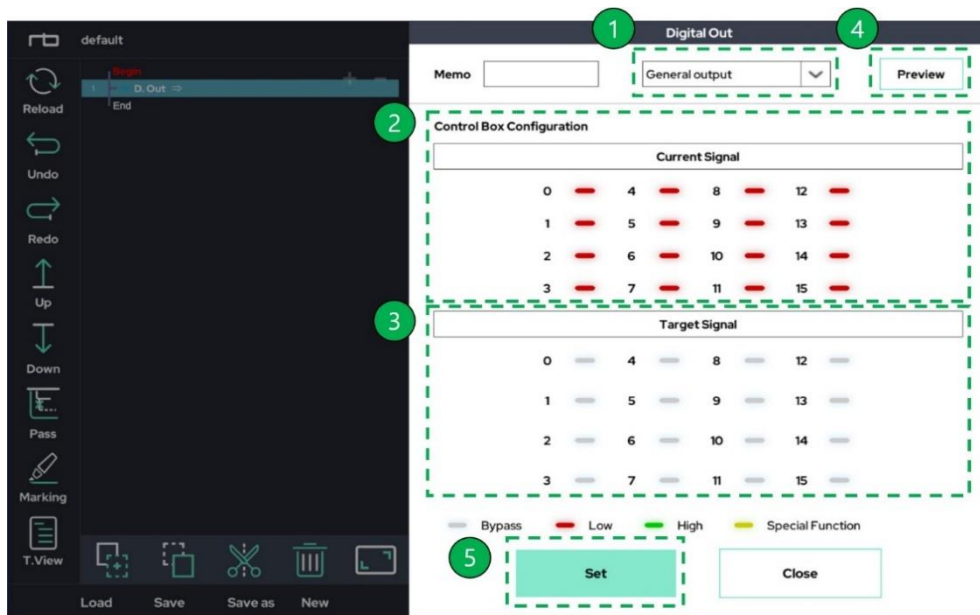 default
Reload
Undo
Redo
Up
Down
Pass
Marking
T.View
Begin
1 D. Out ⇒
End
Load Save Save as New
1 Digital Out 4
Memo General output Preview
2 Control Box Configuration
Current Signal
0 4 8 12
1 5 9 13
2 6 10 14
3 7 11 15
3 Target Signal
0 4 8 12
1 5 9 13
2 6 10 14
3 7 11 15
Bypass Low High Special Function
5 Set Close